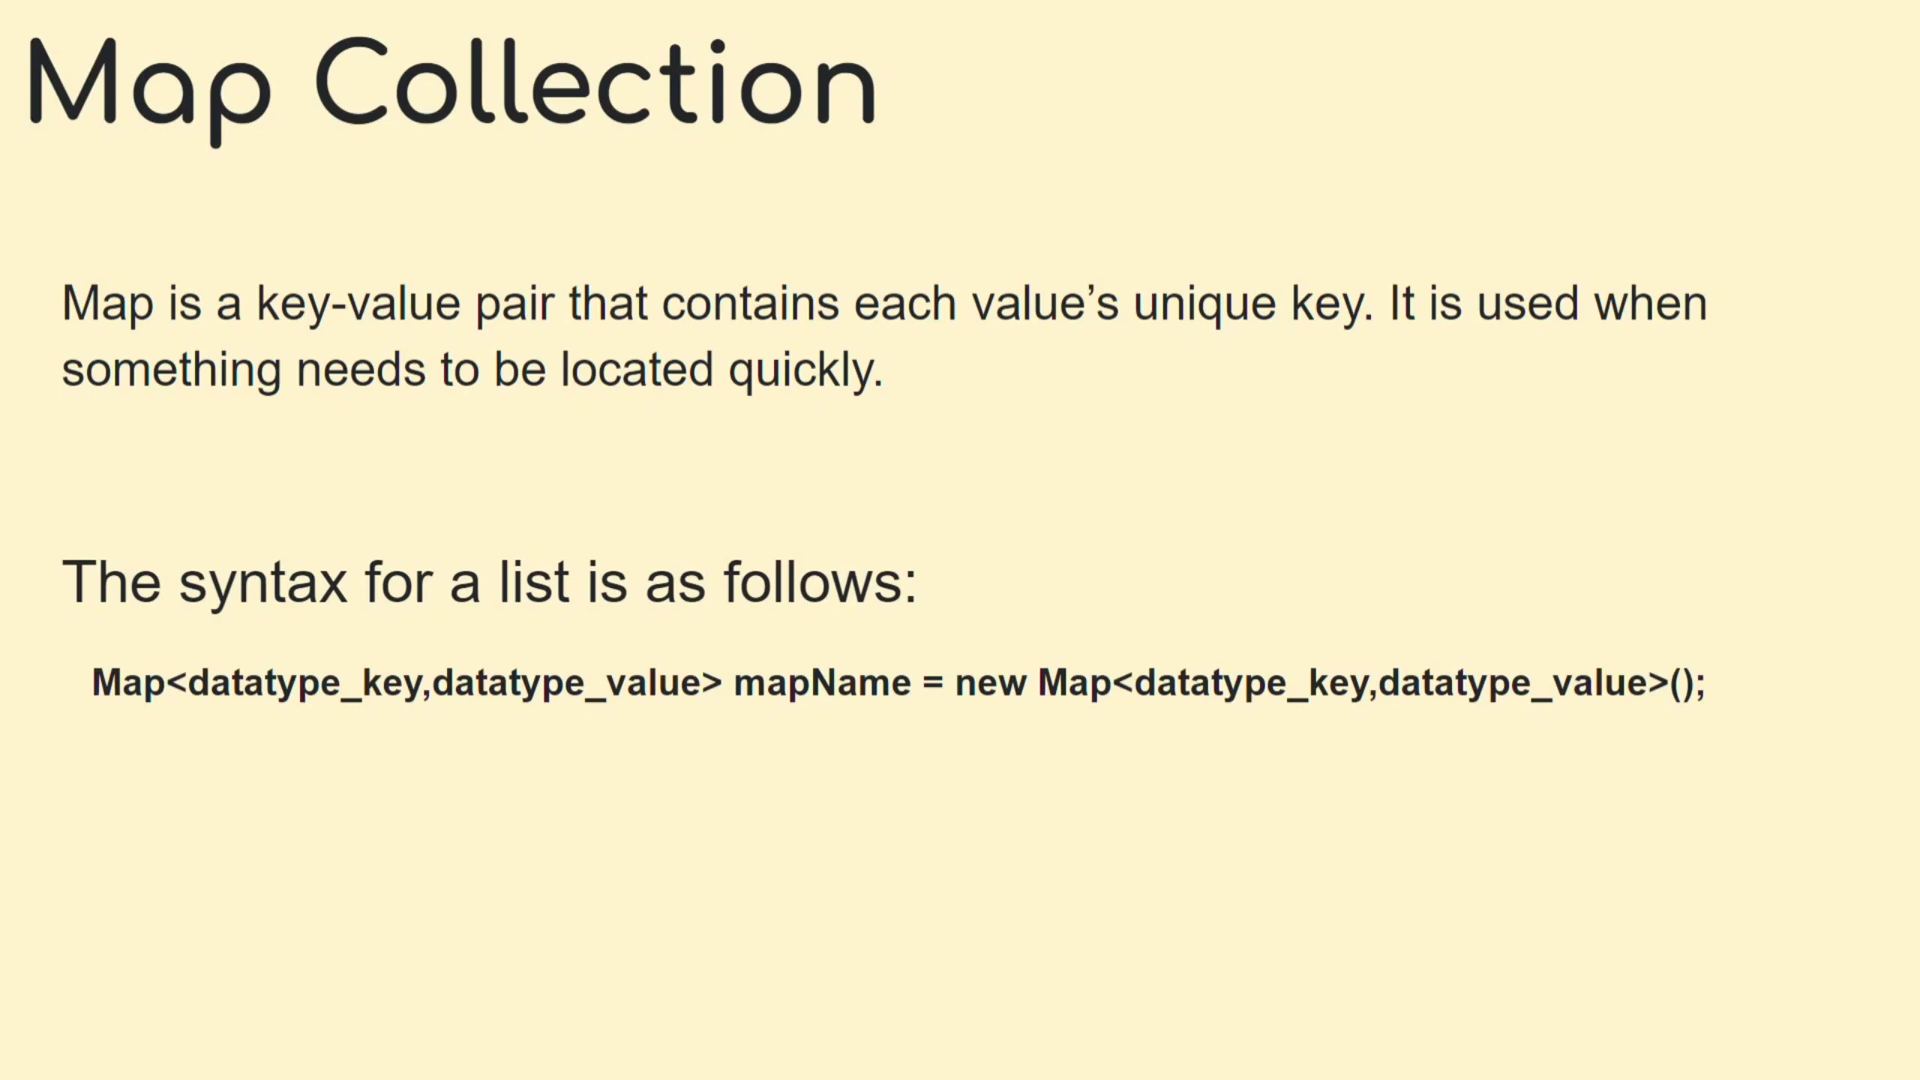 Map Collection
Map is a key-value pair that contains each value’s unique key. It is used when
something needs to be located quickly.
The syntax for a list is as follows:
Map<datatype_key,datatype_value> mapName = new Map<datatype_key,datatype_value>();